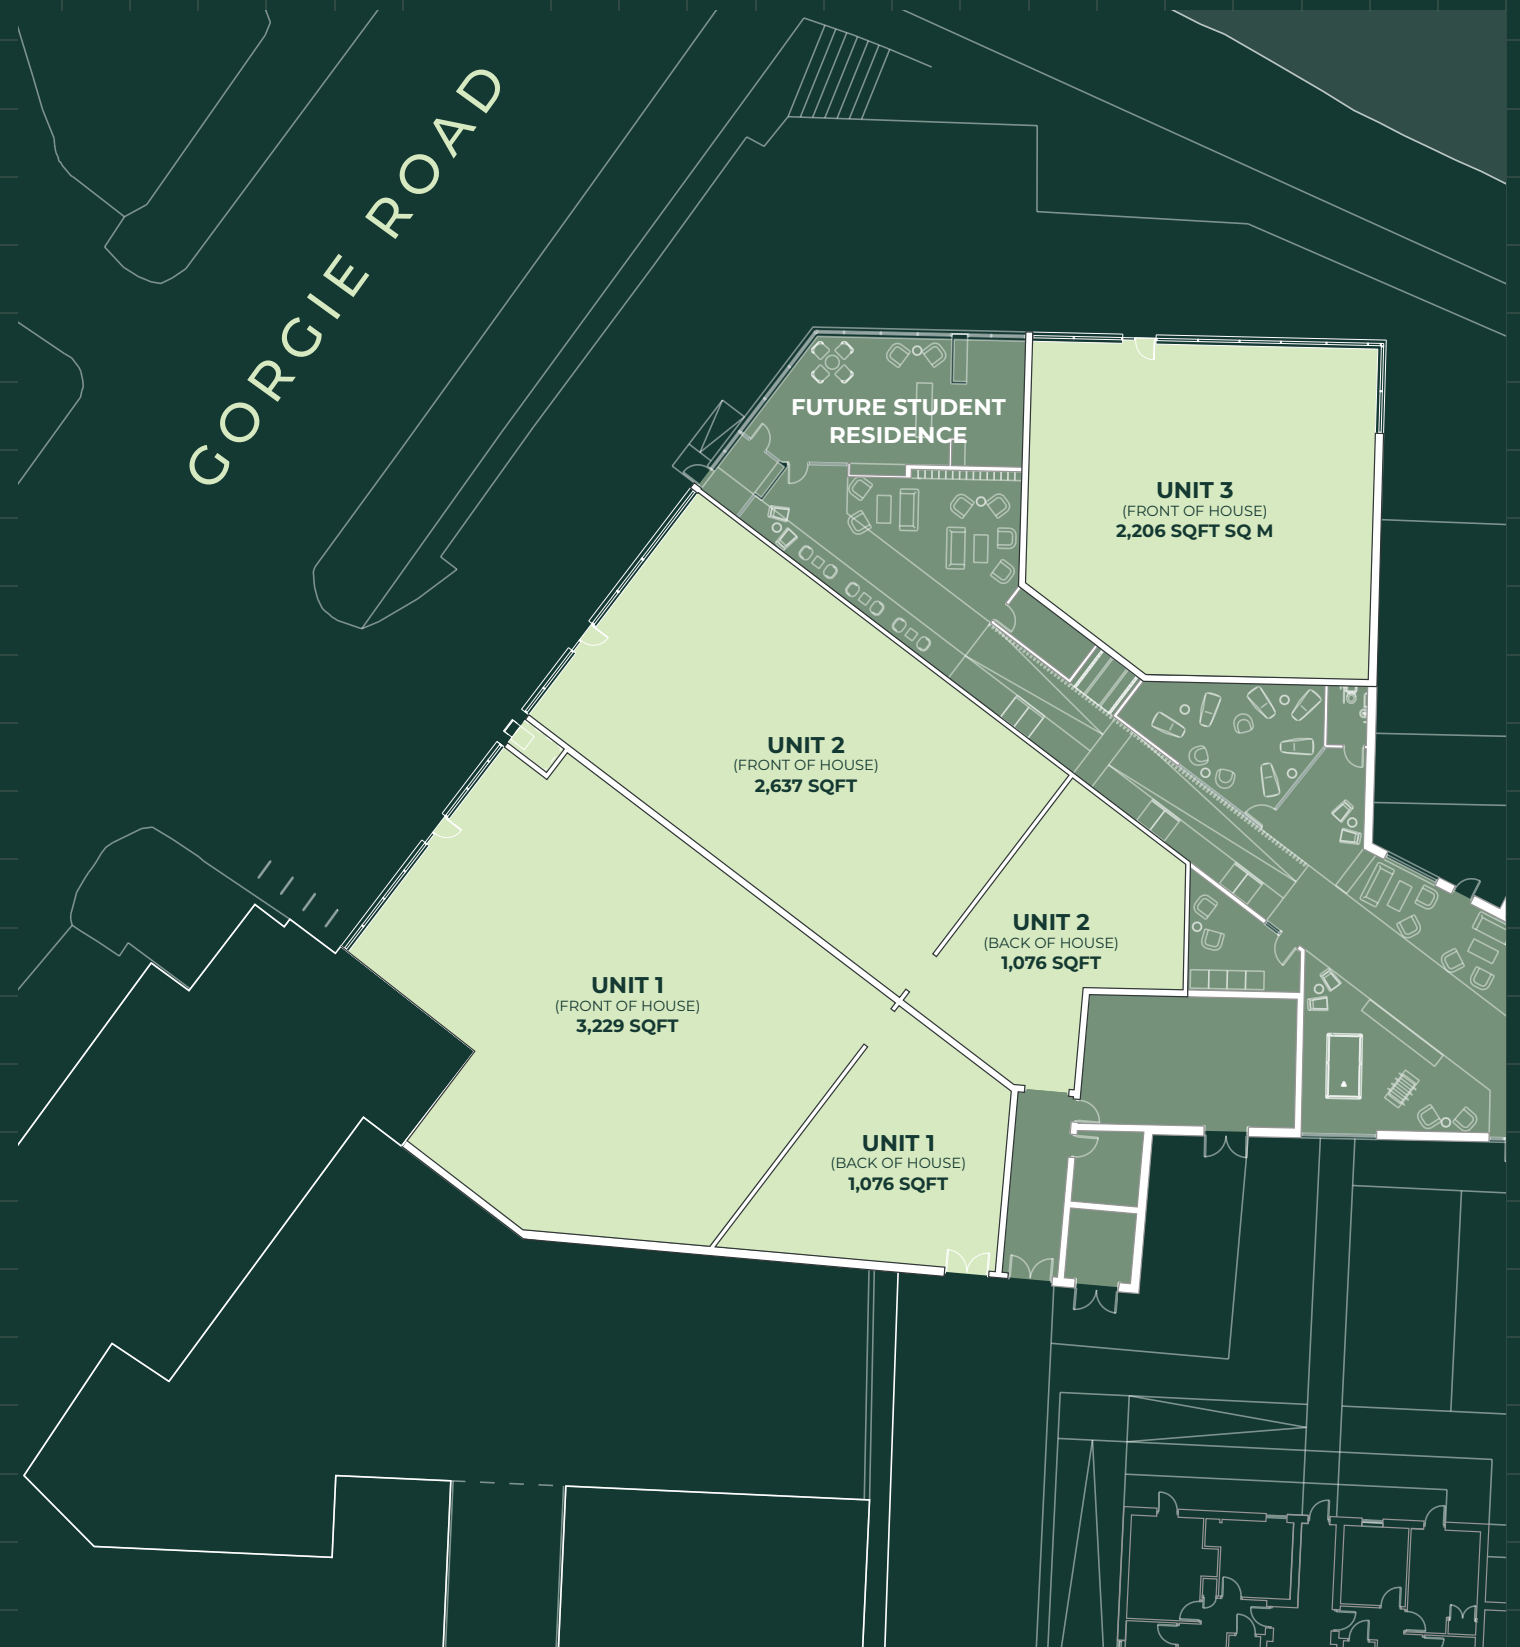 GORGIE ROAD
FUTURE STUDENT
RESIDENCE
UNIT 3
(FRONT OF HOUSE)
2,206 SQFT SQ M
UNIT 2
(FRONT OF HOUSE)
2,637 SQFT
UNIT 2
(BACK OF HOUSE)
1,076 SQFT
UNIT 1
(FRONT OF HOUSE)
3,229 SQFT
UNIT 1
(BACK OF HOUSE)
1,076 SQFT